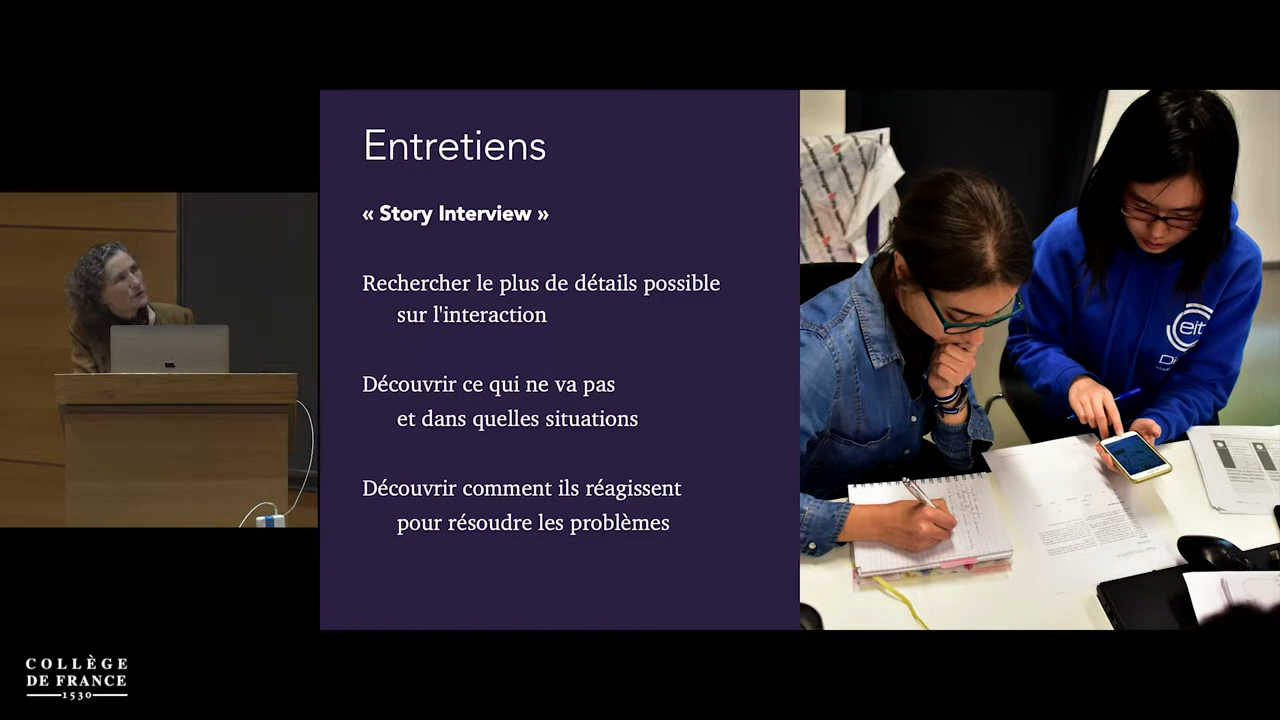 Entretiens
« Story Interview »
Rechercher le plus de détails possible
sur l'interaction
Découvrir ce qui ne va pas
et dans quelles situations
Découvrir comment ils réagissent
pour résoudre les problèmes
eit
COLLÈGE
DE FRANCE
1530